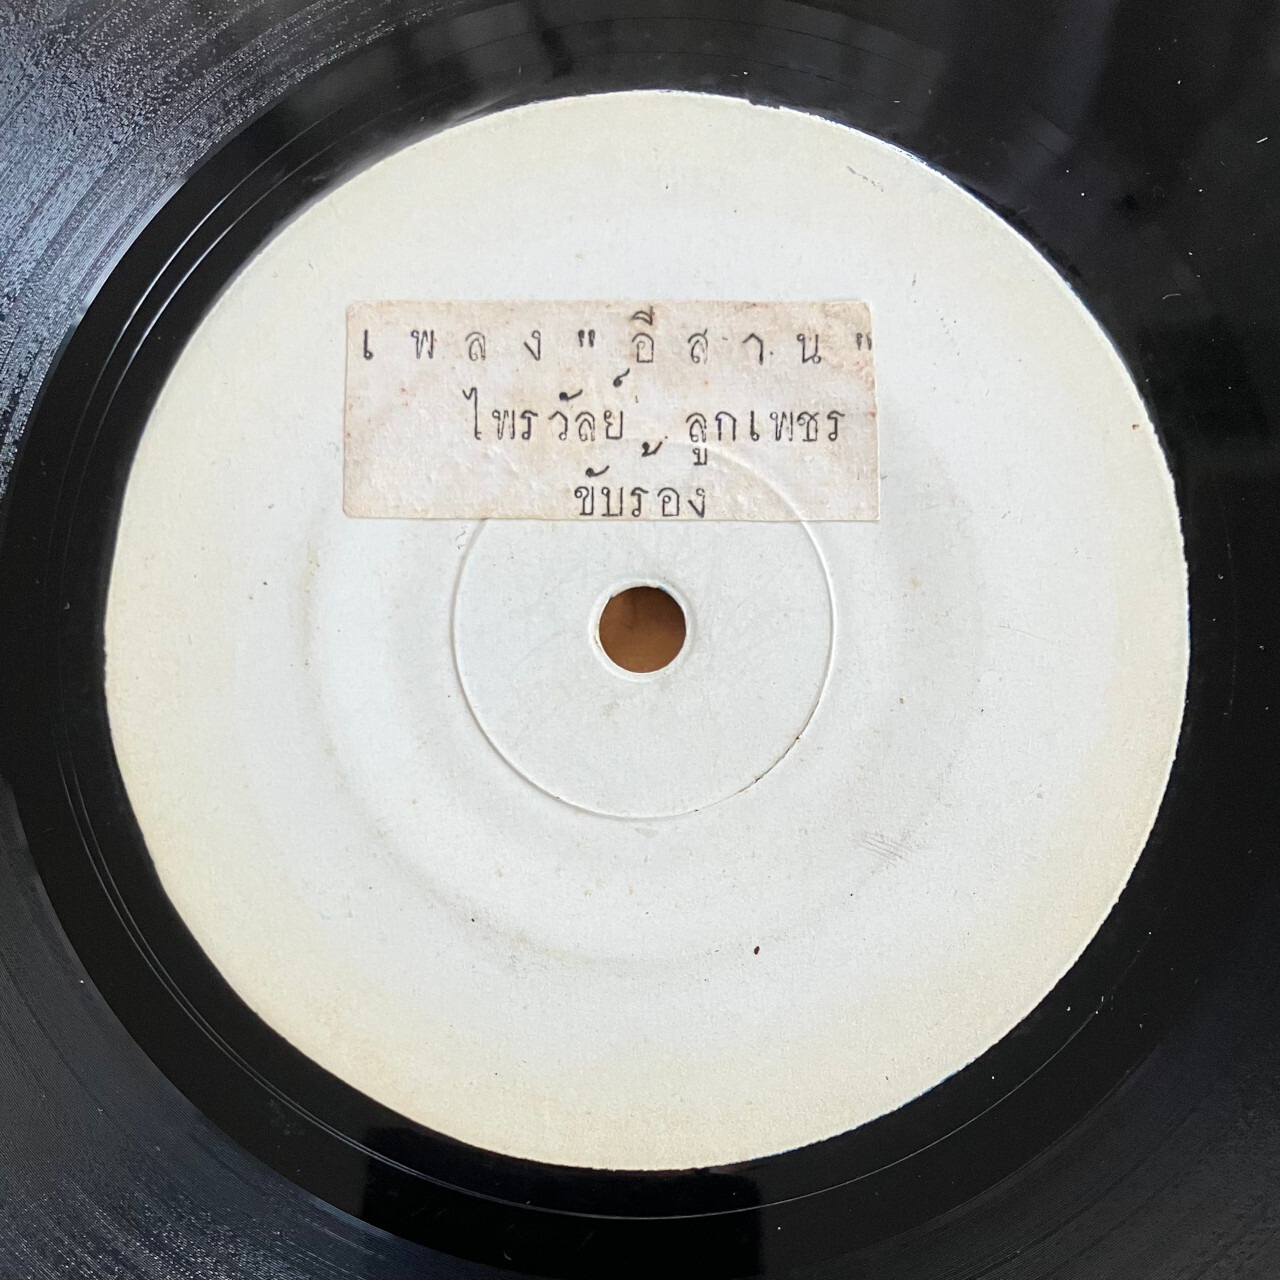 เพลง "อีสาน"
ไพรวัลย์ ลูกเพชร
ขับร้อง